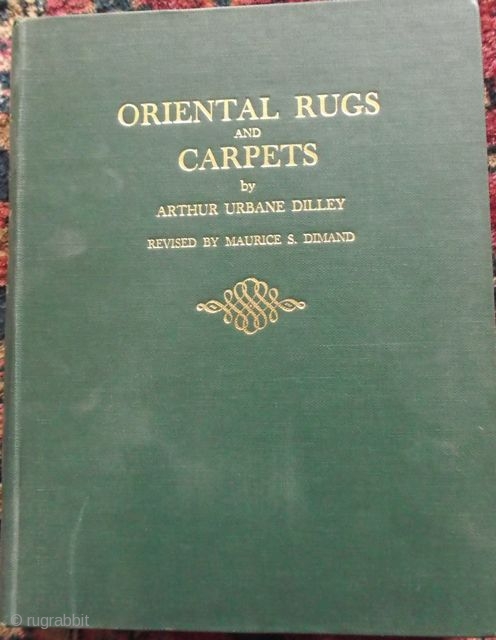 ORIENTAL RUGS
AND
CARPETS
by
ARTHUR URBANE DILLEY
REVISED BY MAURICE S. DIMAND
© rugrabbit